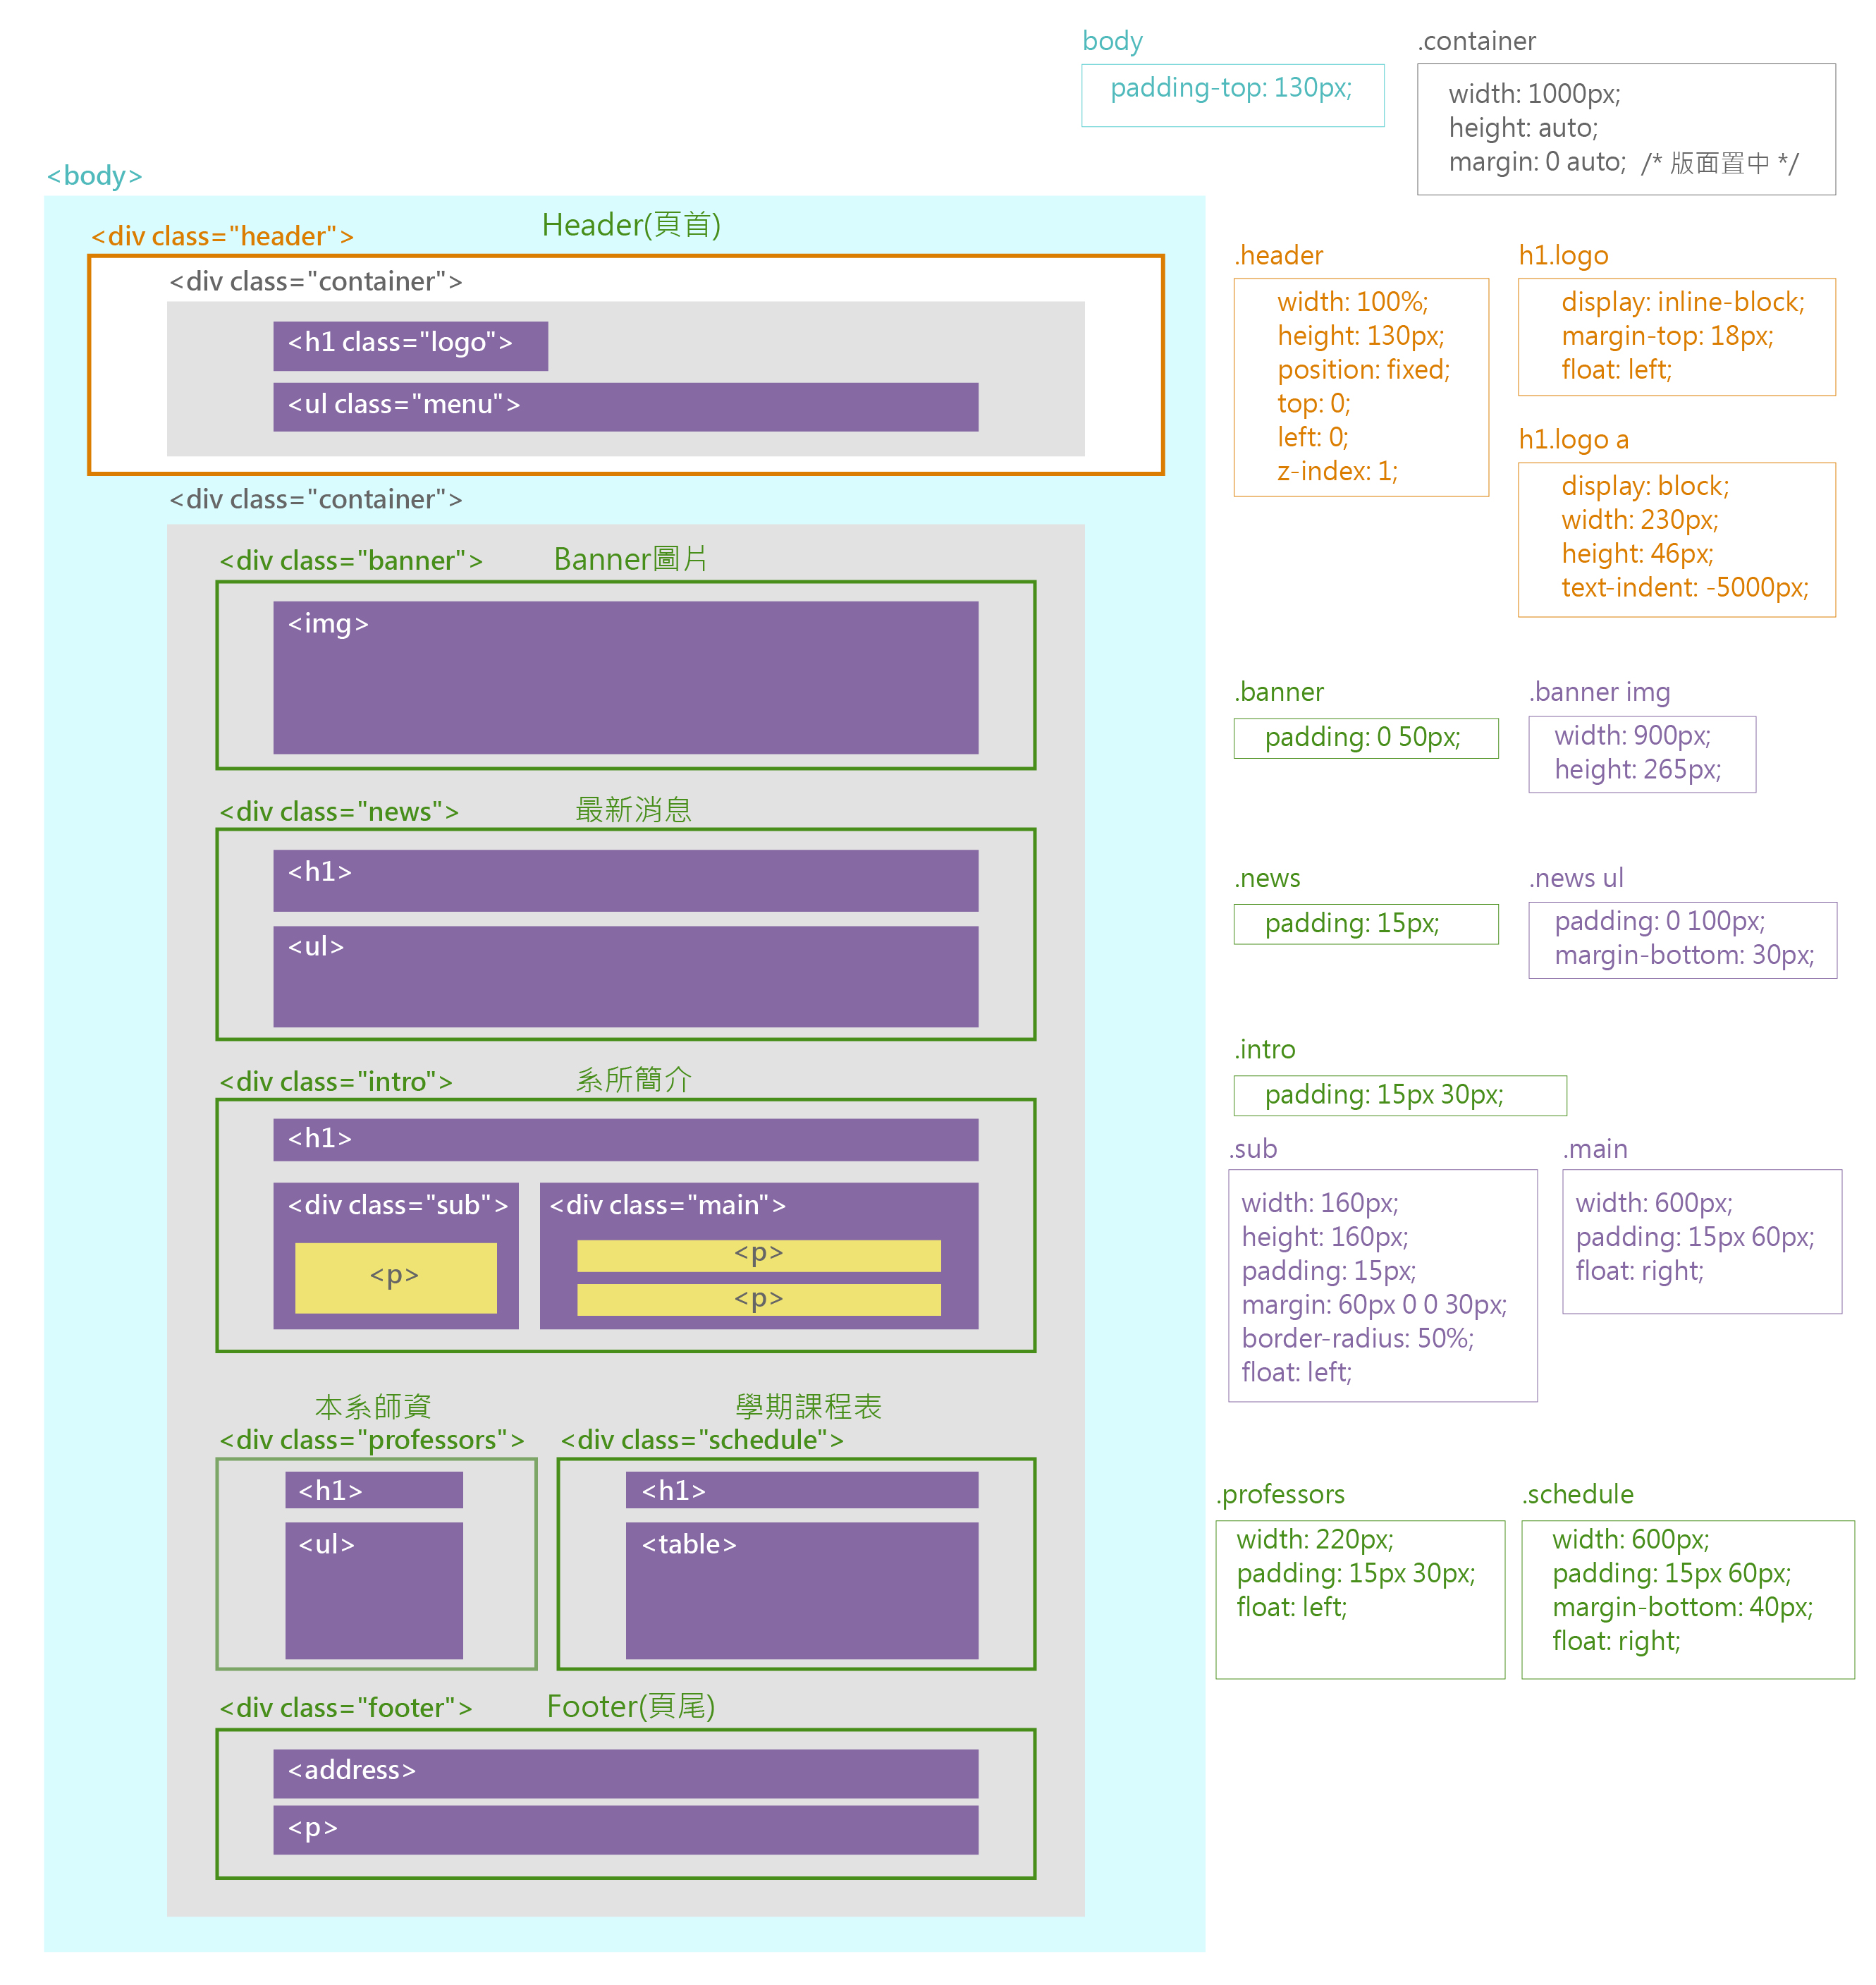 body
padding-top: 130px;
.container
width: 1000px;
height: auto;
margin: 0 auto;  /* 版面置中 */
<body>
Header(頁首)
<div class="header">
<div class="container">
<h1 class="logo">
<ul class="menu">
.header
width: 100%;
height: 130px;
position: fixed;
top: 0;
left: 0;
z-index: 1;
h1.logo
display: inline-block;
margin-top: 18px;
float: left;
h1.logo a
display: block;
width: 230px;
height: 46px;
text-indent: -5000px;
<div class="container">
<div class="banner">
Banner圖片
<img>
.banner
padding: 0 50px;
.banner img
width: 900px;
height: 265px;
<div class="news">
最新消息
<h1>
<ul>
.news
padding: 15px;
.news ul
padding: 0 100px;
margin-bottom: 30px;
<div class="intro">
系所簡介
<h1>
<div class="sub">
<p>
<div class="main">
<p>
<p>
.intro
padding: 15px 30px;
.sub
width: 160px;
height: 160px;
padding: 15px;
margin: 60px 0 0 30px;
border-radius: 50%;
float: left;
.main
width: 600px;
padding: 15px 60px;
float: right;
本系師資
<div class="professors">
<h1>
<ul>
學期課程表
<div class="schedule">
<h1>
<table>
.professors
width: 220px;
padding: 15px 30px;
float: left;
.schedule
width: 600px;
padding: 15px 60px;
margin-bottom: 40px;
float: right;
<div class="footer">
Footer(頁尾)
<address>
<p>